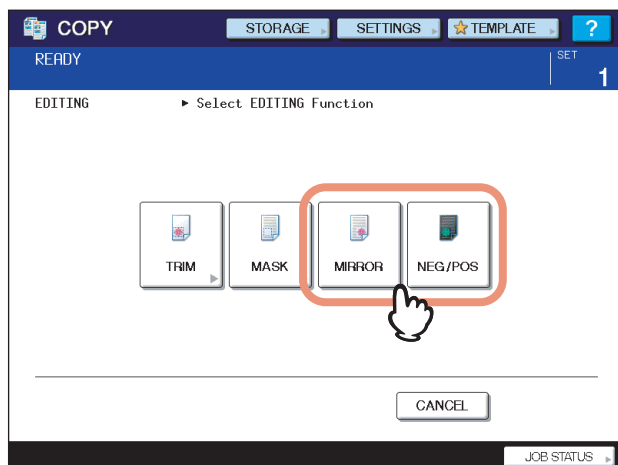 COPY STORAGE SETTINGS TEMPLATE ?
READY SET
1
EDITING ► Select EDITING Function
TRIM MASK MIRROR NEG/POS
CANCEL
JOB STATUS